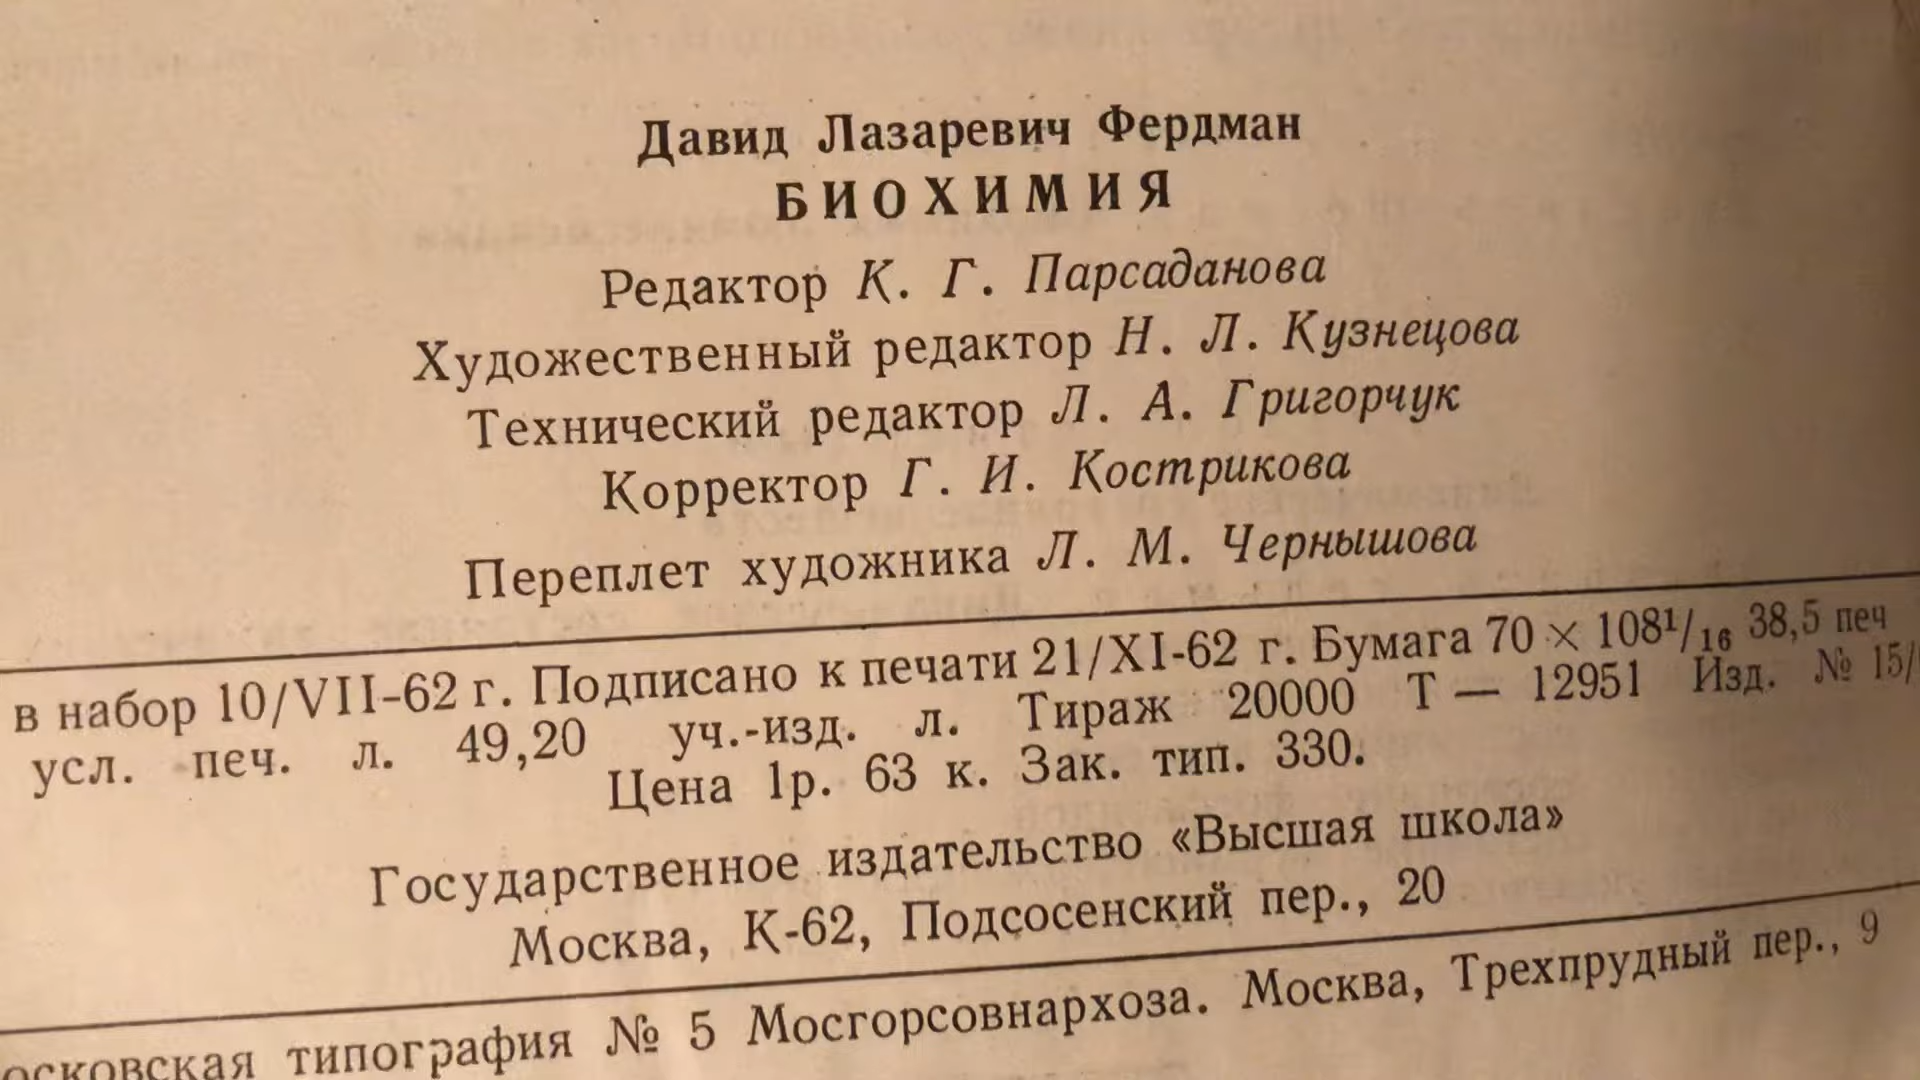 Давид Лазаревич Фердман
БИОХИМИЯ
Редактор К. Г. Парсаданова
Художественный редактор Н. Л. Кузнецова
Технический редактор Л. А. Григорчук
Корректор Г. И. Кострикова
Переплет художника Л. М. Чернышова
в набор 10/VII-62 г. Подписано к печати 21/XI-62 г. Бумага 70 × 108¹/₁₆ 38,5 печ
усл. печ. л. 49,20 уч.-изд. л. Тираж 20000 Т — 12951 Изд. № 15/
Цена 1р. 63 к. Зак. тип. 330.
Государственное издательство «Высшая школа»
Москва, К-62, Подсосенский пер., 20
осковская типография № 5 Мосгорсовнархоза. Москва, Трехпрудный пер., 9